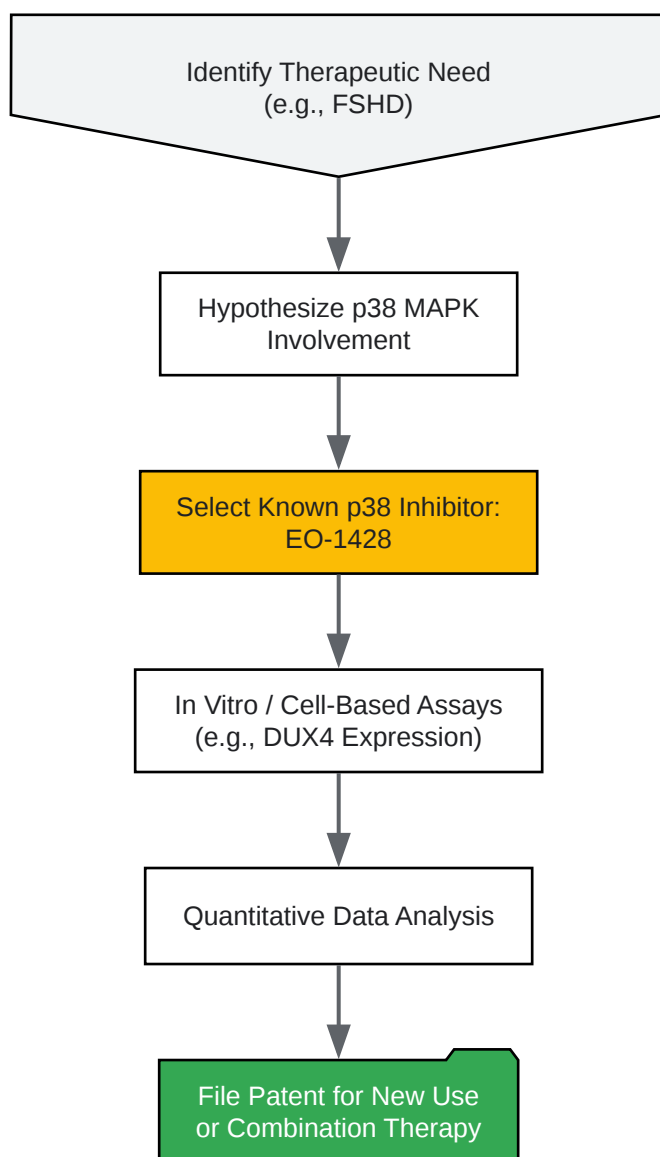 Identify Therapeutic Need
(e.g., FSHD)
Hypothesize p38 MAPK
Involvement
Select Known p38 Inhibitor:
EO-1428
In Vitro / Cell-Based Assays
(e.g., DUX4 Expression)
Quantitative Data Analysis
File Patent for New Use
or Combination Therapy